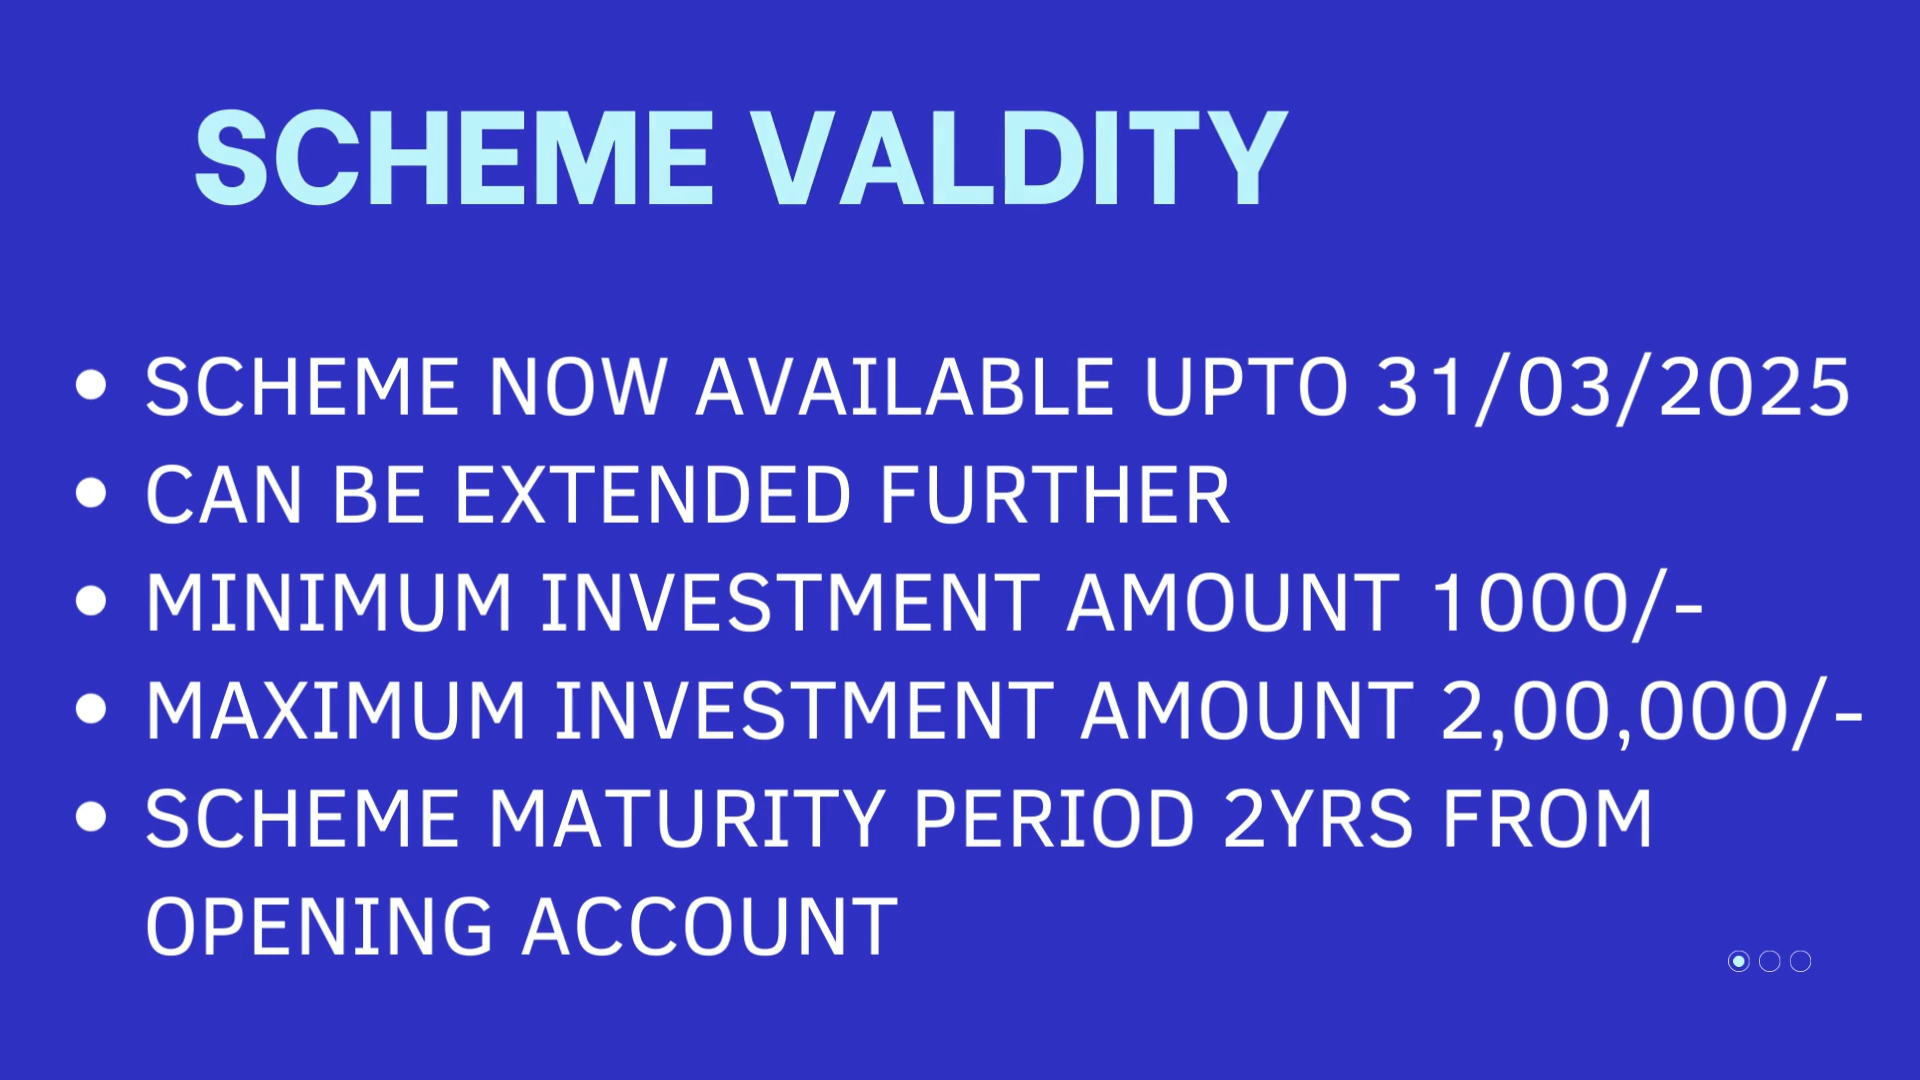 SCHEME VALDITY
• SCHEME NOW AVAILABLE UPTO 31/03/2025
• CAN BE EXTENDED FURTHER
• MINIMUM INVESTMENT AMOUNT 1000/-
• MAXIMUM INVESTMENT AMOUNT 2,00,000/-
• SCHEME MATURITY PERIOD 2YRS FROM
OPENING ACCOUNT